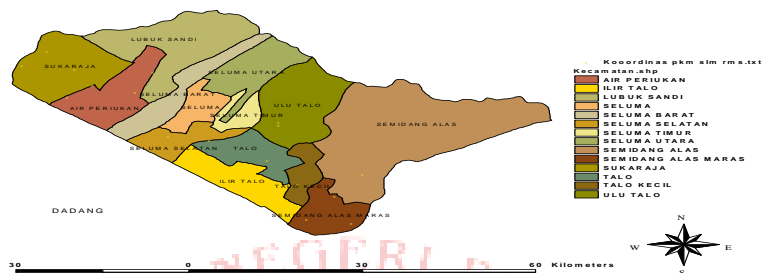 LUBUK SANDI
SUKARAJA
SELUMA UTARA
SELUMA BARAT
AIR PERIUKAN
SELUMA
ULU TALO
SELUMA TIMUR
SEMIDANG ALAS
SELUMA SELATAN
TALO
ILIR TALO
TALO KECIL
SEMIDANG ALAS MARAS
DADANG
Kooordinas pkm slm rms.txt
Kecamatan.shp
AIR PERIUKAN
ILIR TALO
LUBUK SANDI
SELUMA
SELUMA BARAT
SELUMA SELATAN
SELUMA TIMUR
SELUMA UTARA
SEMIDANG ALAS
SEMIDANG ALAS MARAS
SUKARAJA
TALO
TALO KECIL
ULU TALO
N
W E
S
30 0 30 60 Kilometers